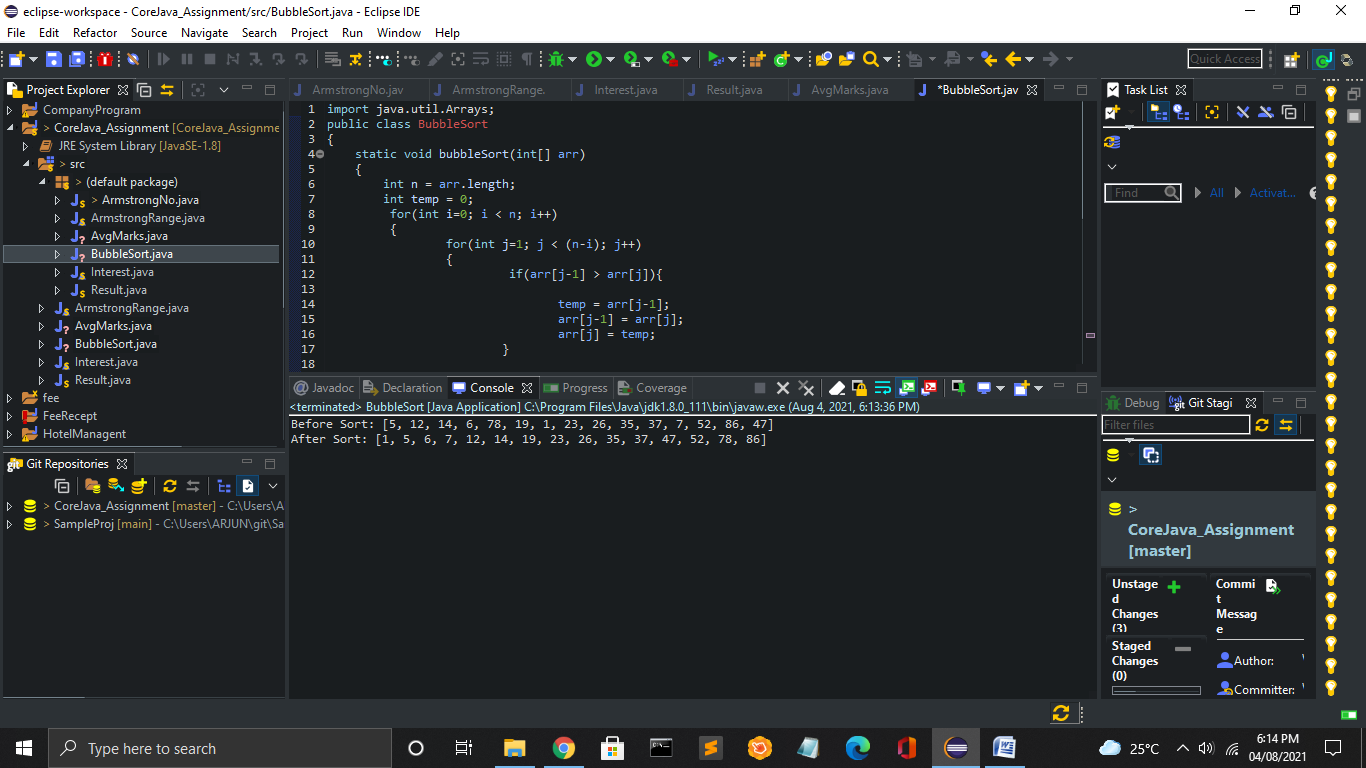 eclipse-workspace - CoreJava_Assignment/src/BubbleSort.java - Eclipse IDE
File Edit Refactor Source Navigate Search Project Run Window Help
Quick Access
Project Explorer
CompanyProgram
> CoreJava_Assignment [CoreJava_Assignme
JRE System Library [JavaSE-1.8]
> src
> (default package)
> ArmstrongNo.java
ArmstrongRange.java
AvgMarks.java
BubbleSort.java
Interest.java
Result.java
ArmstrongRange.java
AvgMarks.java
BubbleSort.java
Interest.java
Result.java
fee
FeeRecept
HotelManagent
Git Repositories
> CoreJava_Assignment [master] - C:\Users\A
> SampleProj [main] - C:\Users\ARJUN\git\Sa
ArmstrongNo.jav ArmstrongRange. Interest.java Result.java AvgMarks.java *BubbleSort.jav
1 import java.util.Arrays;
2 public class BubbleSort
3 {
4 static void bubbleSort(int[] arr)
5 {
6 int n = arr.length;
7 int temp = 0;
8 for(int i=0; i < n; i++)
9 {
10 for(int j=1; j < (n-i); j++)
11 {
12 if(arr[j-1] > arr[j]){
13
14 temp = arr[j-1];
15 arr[j-1] = arr[j];
16 arr[j] = temp;
17 }
18
@ Javadoc Declaration Console Progress Coverage
<terminated> BubbleSort [Java Application] C:\Program Files\Java\jdk1.8.0_111\bin\javaw.exe (Aug 4, 2021, 6:13:36 PM)
Before Sort: [5, 12, 14, 6, 78, 19, 1, 23, 26, 35, 37, 7, 52, 86, 47]
After Sort: [1, 5, 6, 7, 12, 14, 19, 23, 26, 35, 37, 47, 52, 78, 86]
Task List
Find All Activat...
Debug Git Stagi
Filter files
>
CoreJava_Assignment
[master]
Unstage
d
Changes
(3)
Commi
t
Messag
e
Staged
Changes
(0)
Author:
Committer:
Type here to search
25°C
6:14 PM
04/08/2021